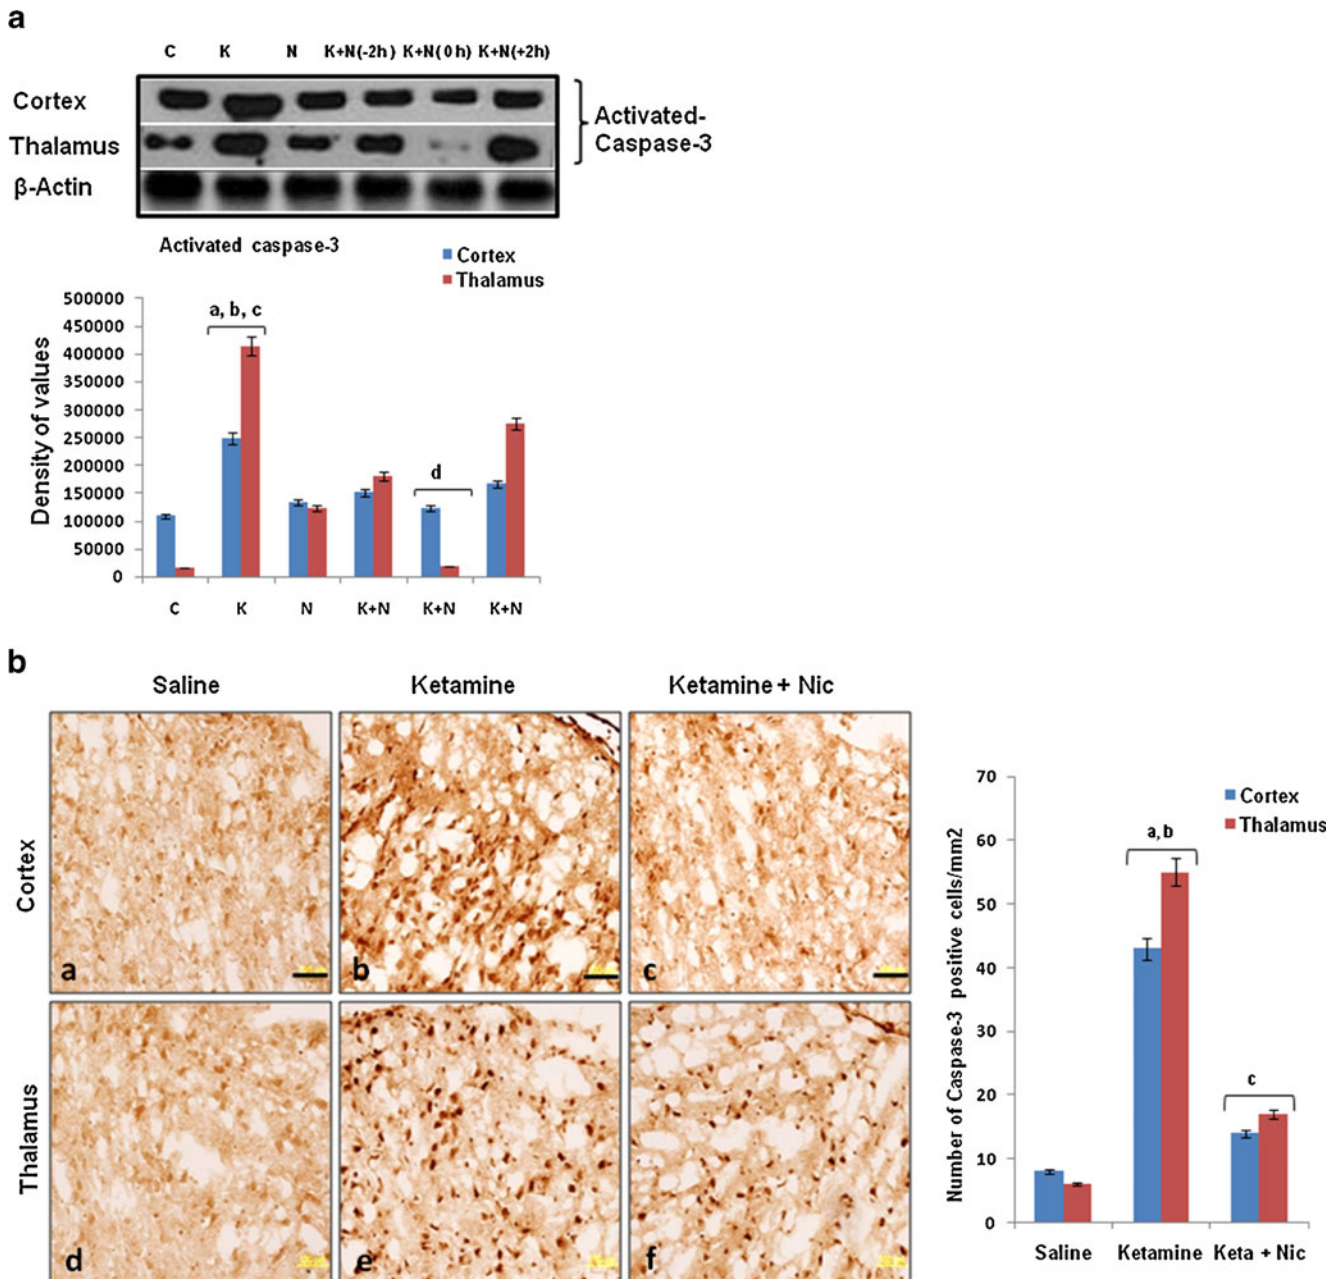 a
C K N K+N(-2h) K+N(0h) K+N(+2h)
Cortex
Thalamus
β-Actin
Activated-
Caspase-3
Activated caspase-3
Cortex
Thalamus
Density of values
500000
450000
400000
350000
300000
250000
200000
150000
100000
50000
0
a, b, c
d
C K N K+N K+N K+N
b
Saline Ketamine Ketamine + Nic
Cortex
a b c
Thalamus
d e f
Number of Caspase-3 positive cells/mm2
70
60
50
40
30
20
10
0
Cortex
Thalamus
a, b
c
Saline Ketamine Keta + Nic